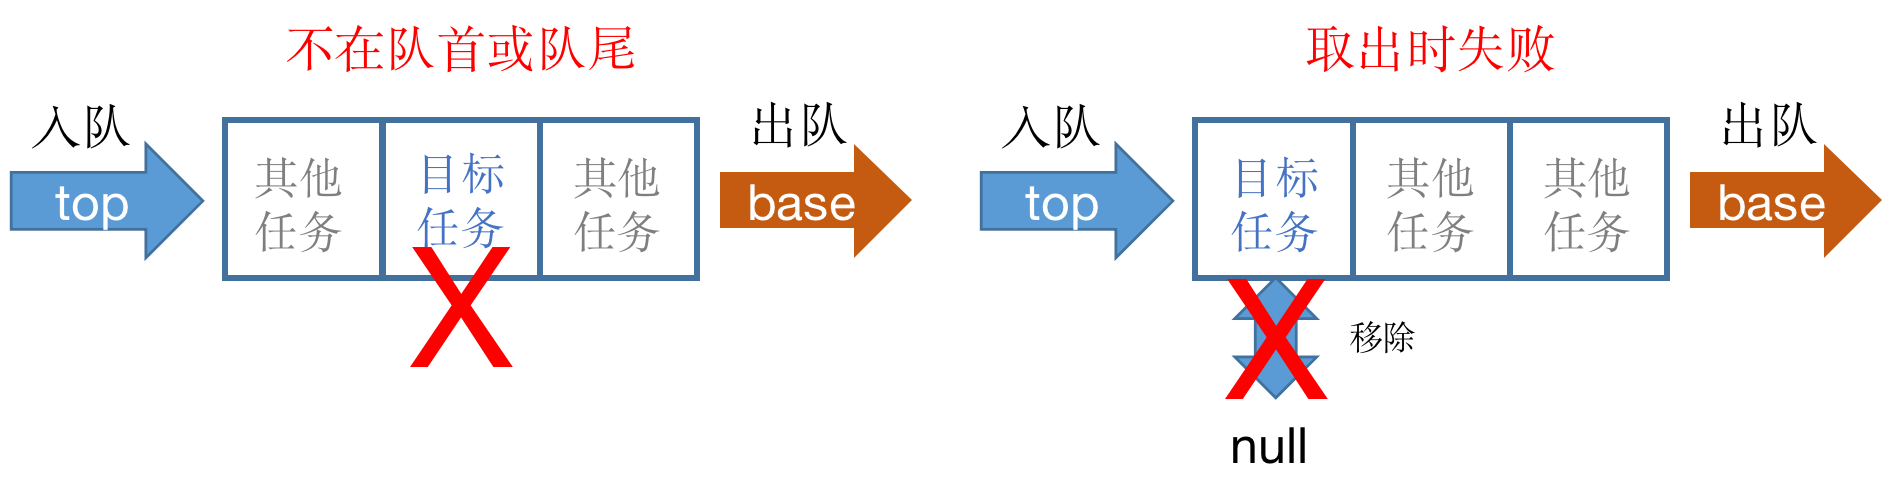 不在队首或队尾
入队
top
其他
任务
目标
任务
其他
任务
出队
base
X
取出时失败
入队
top
目标
任务
其他
任务
其他
任务
出队
base
X
移除
null